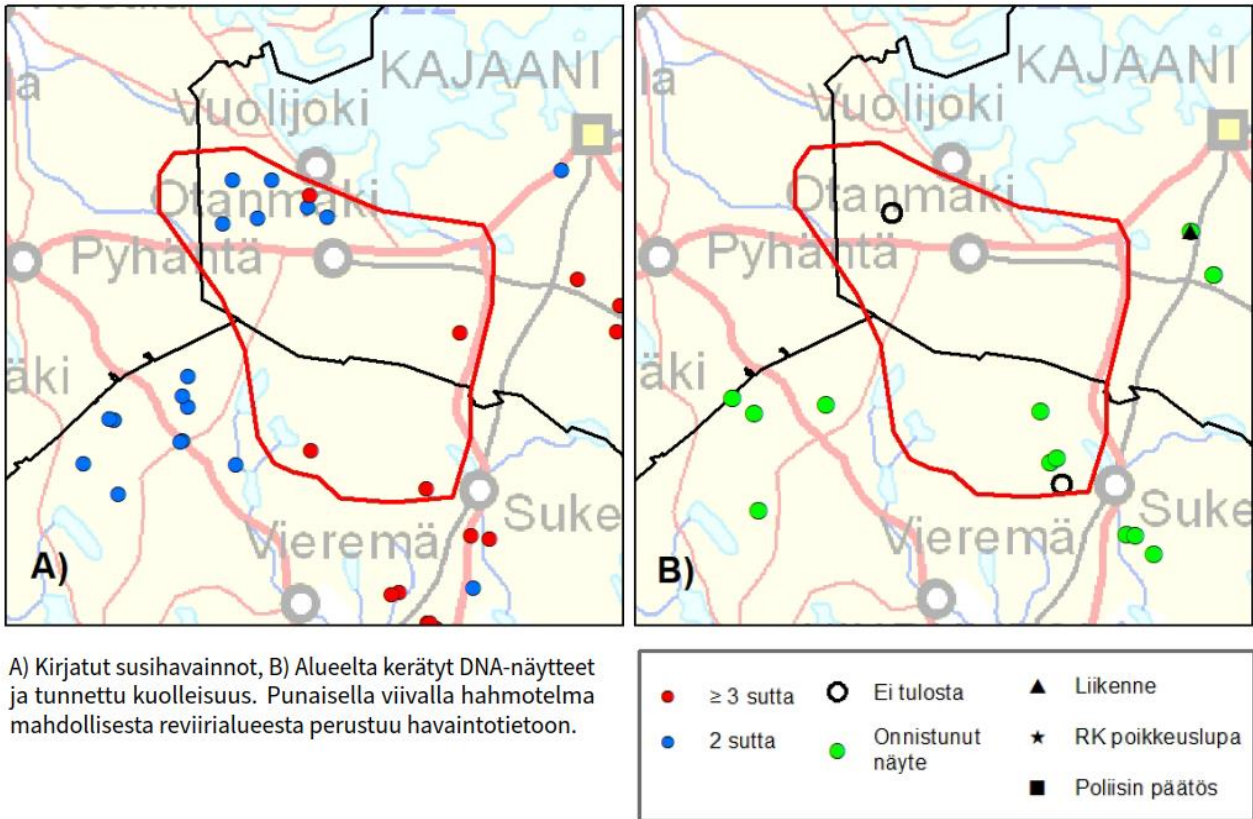 KAJAANI
Vuolijoki
Otanmäki
Pyhäntä
äki
Vieremä
Suke
A)
KAJAANI
Vuolijoki
Otanmäki
Pyhäntä
äki
Vieremä
Suke
B)
A) Kirjatut susihavainnot, B) Alueelta kerätyt DNA-näytteet
ja tunnettu kuolleisuus. Punaisella viivalla hahmotelma
mahdollisesta reviirialueesta perustuu havaintotietoon.
≥ 3 sutta
2 sutta
Ei tulosta
Onnistunut
näyte
Liikenne
RK poikkeuslupa
Poliisin päätös